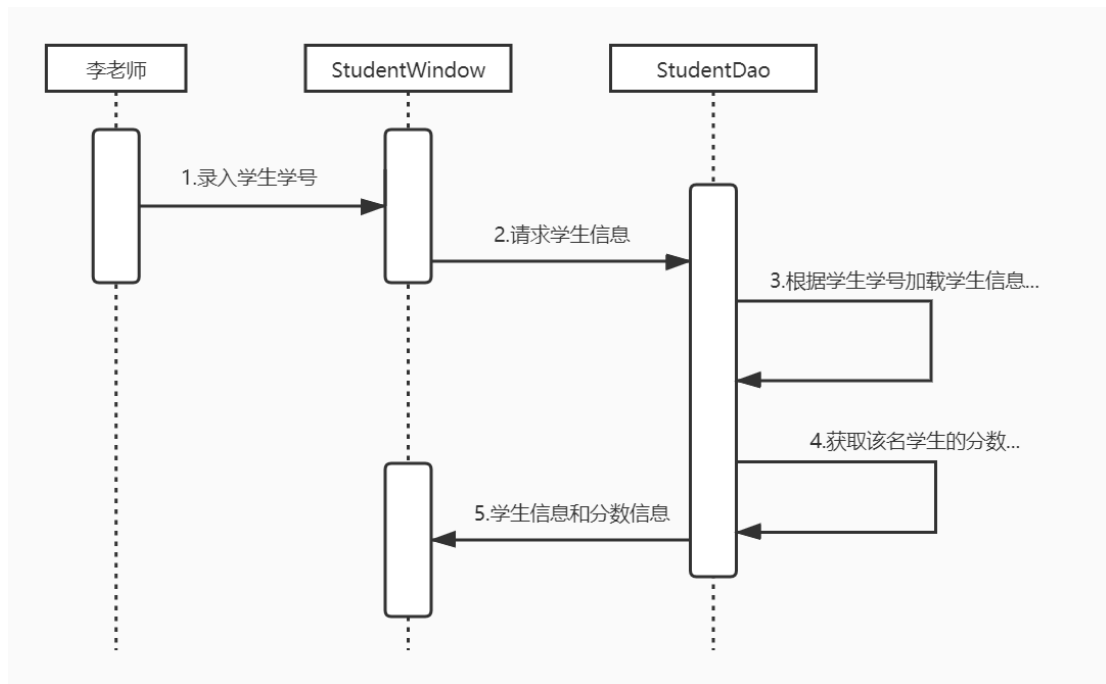 李老师
StudentWindow
StudentDao
1.录入学生学号
2.请求学生信息
3.根据学生学号加载学生信息...
4.获取该名学生的分数...
5.学生信息和分数信息